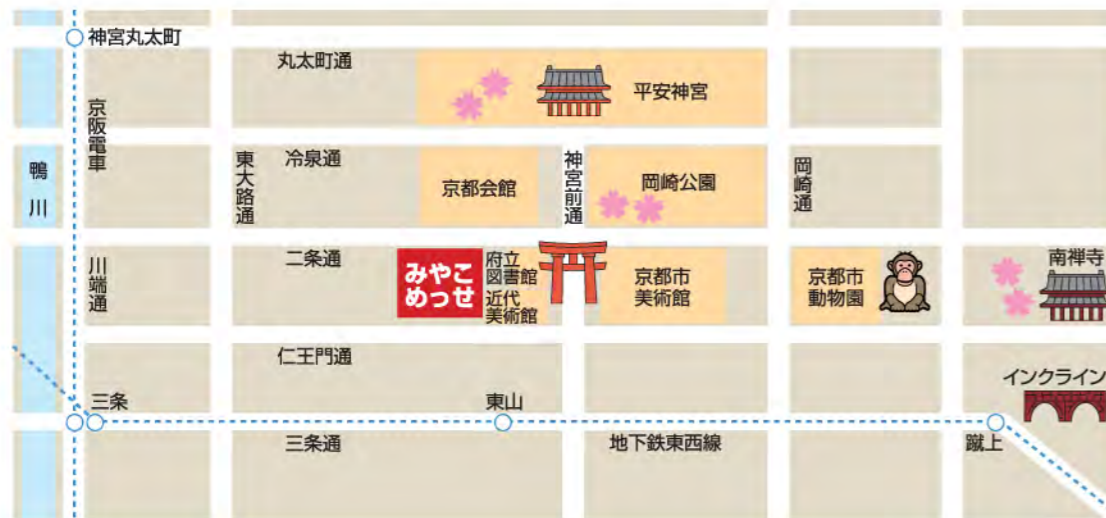 神宮丸太町
丸太町通
平安神宮
京阪電車
鴨川
東大路通
冷泉通
京都会館
神宮前通
岡崎公園
岡崎通
川端通
二条通
みやこ
めっせ
府立
図書館
近代
美術館
京都市
美術館
京都市
動物園
南禅寺
仁王門通
インクライン
三条
東山
三条通
地下鉄東西線
蹴上